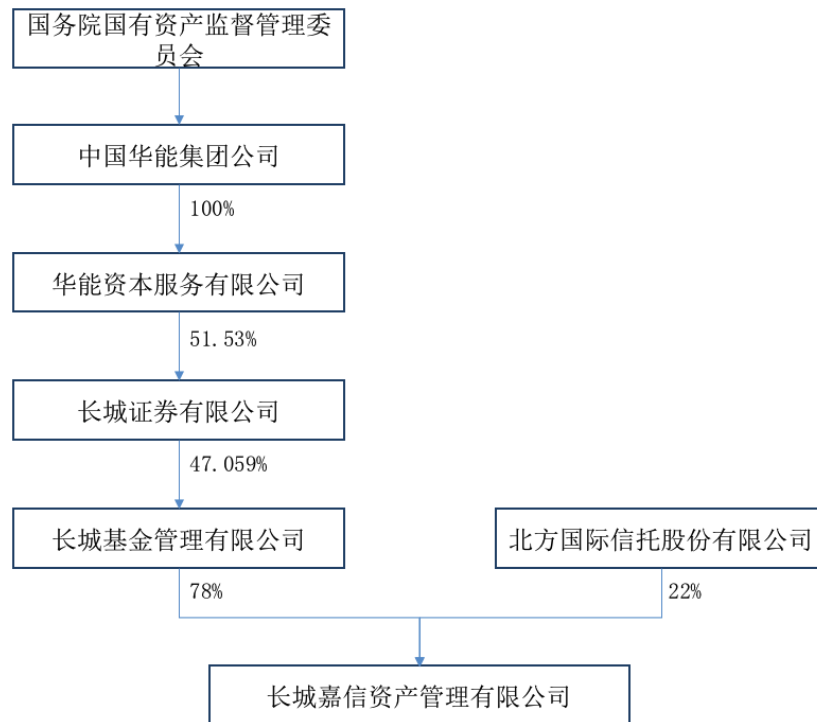 国务院国有资产监督管理委
员会
中国华能集团公司
100%
华能资本服务有限公司
51.53%
长城证券有限公司
47.059%
长城基金管理有限公司
北方国际信托股份有限公司
78%
22%
长城嘉信资产管理有限公司